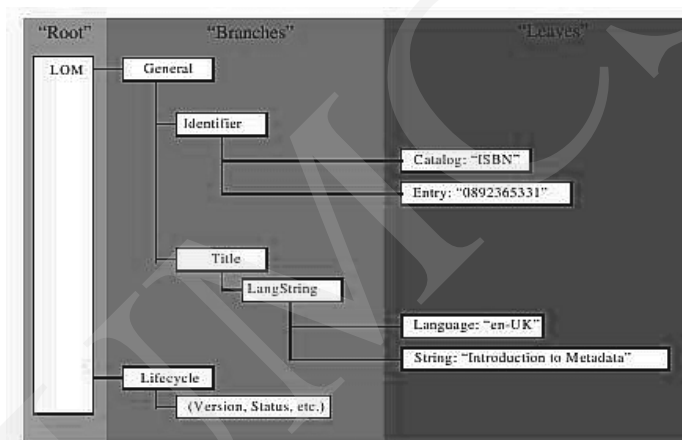 “Root” “Branches” “Leaves”
LOM
General
Identifier
Catalog: “ISBN”
Entry: “0892365331”
Title
LangString
Language: “en-UK”
String: “Introduction to Metadata”
Lifecycle
(Version, Status, etc.)